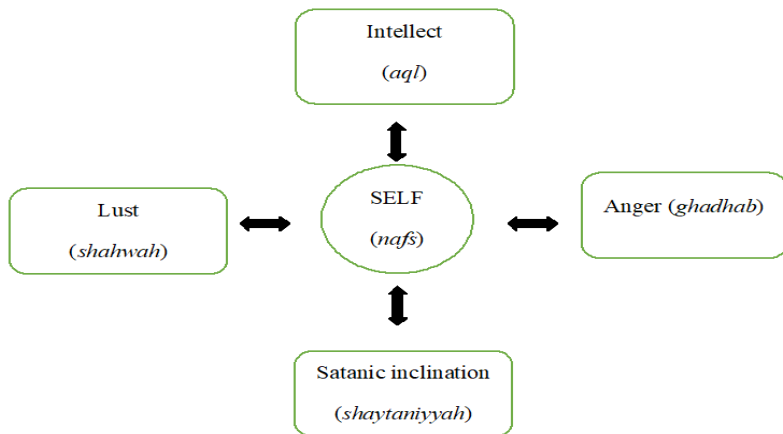 Intellect
(aql)
Lust
(shahwah)
SELF
(nafs)
Anger (ghadhab)
Satanic inclination
(shaytaniyyah)